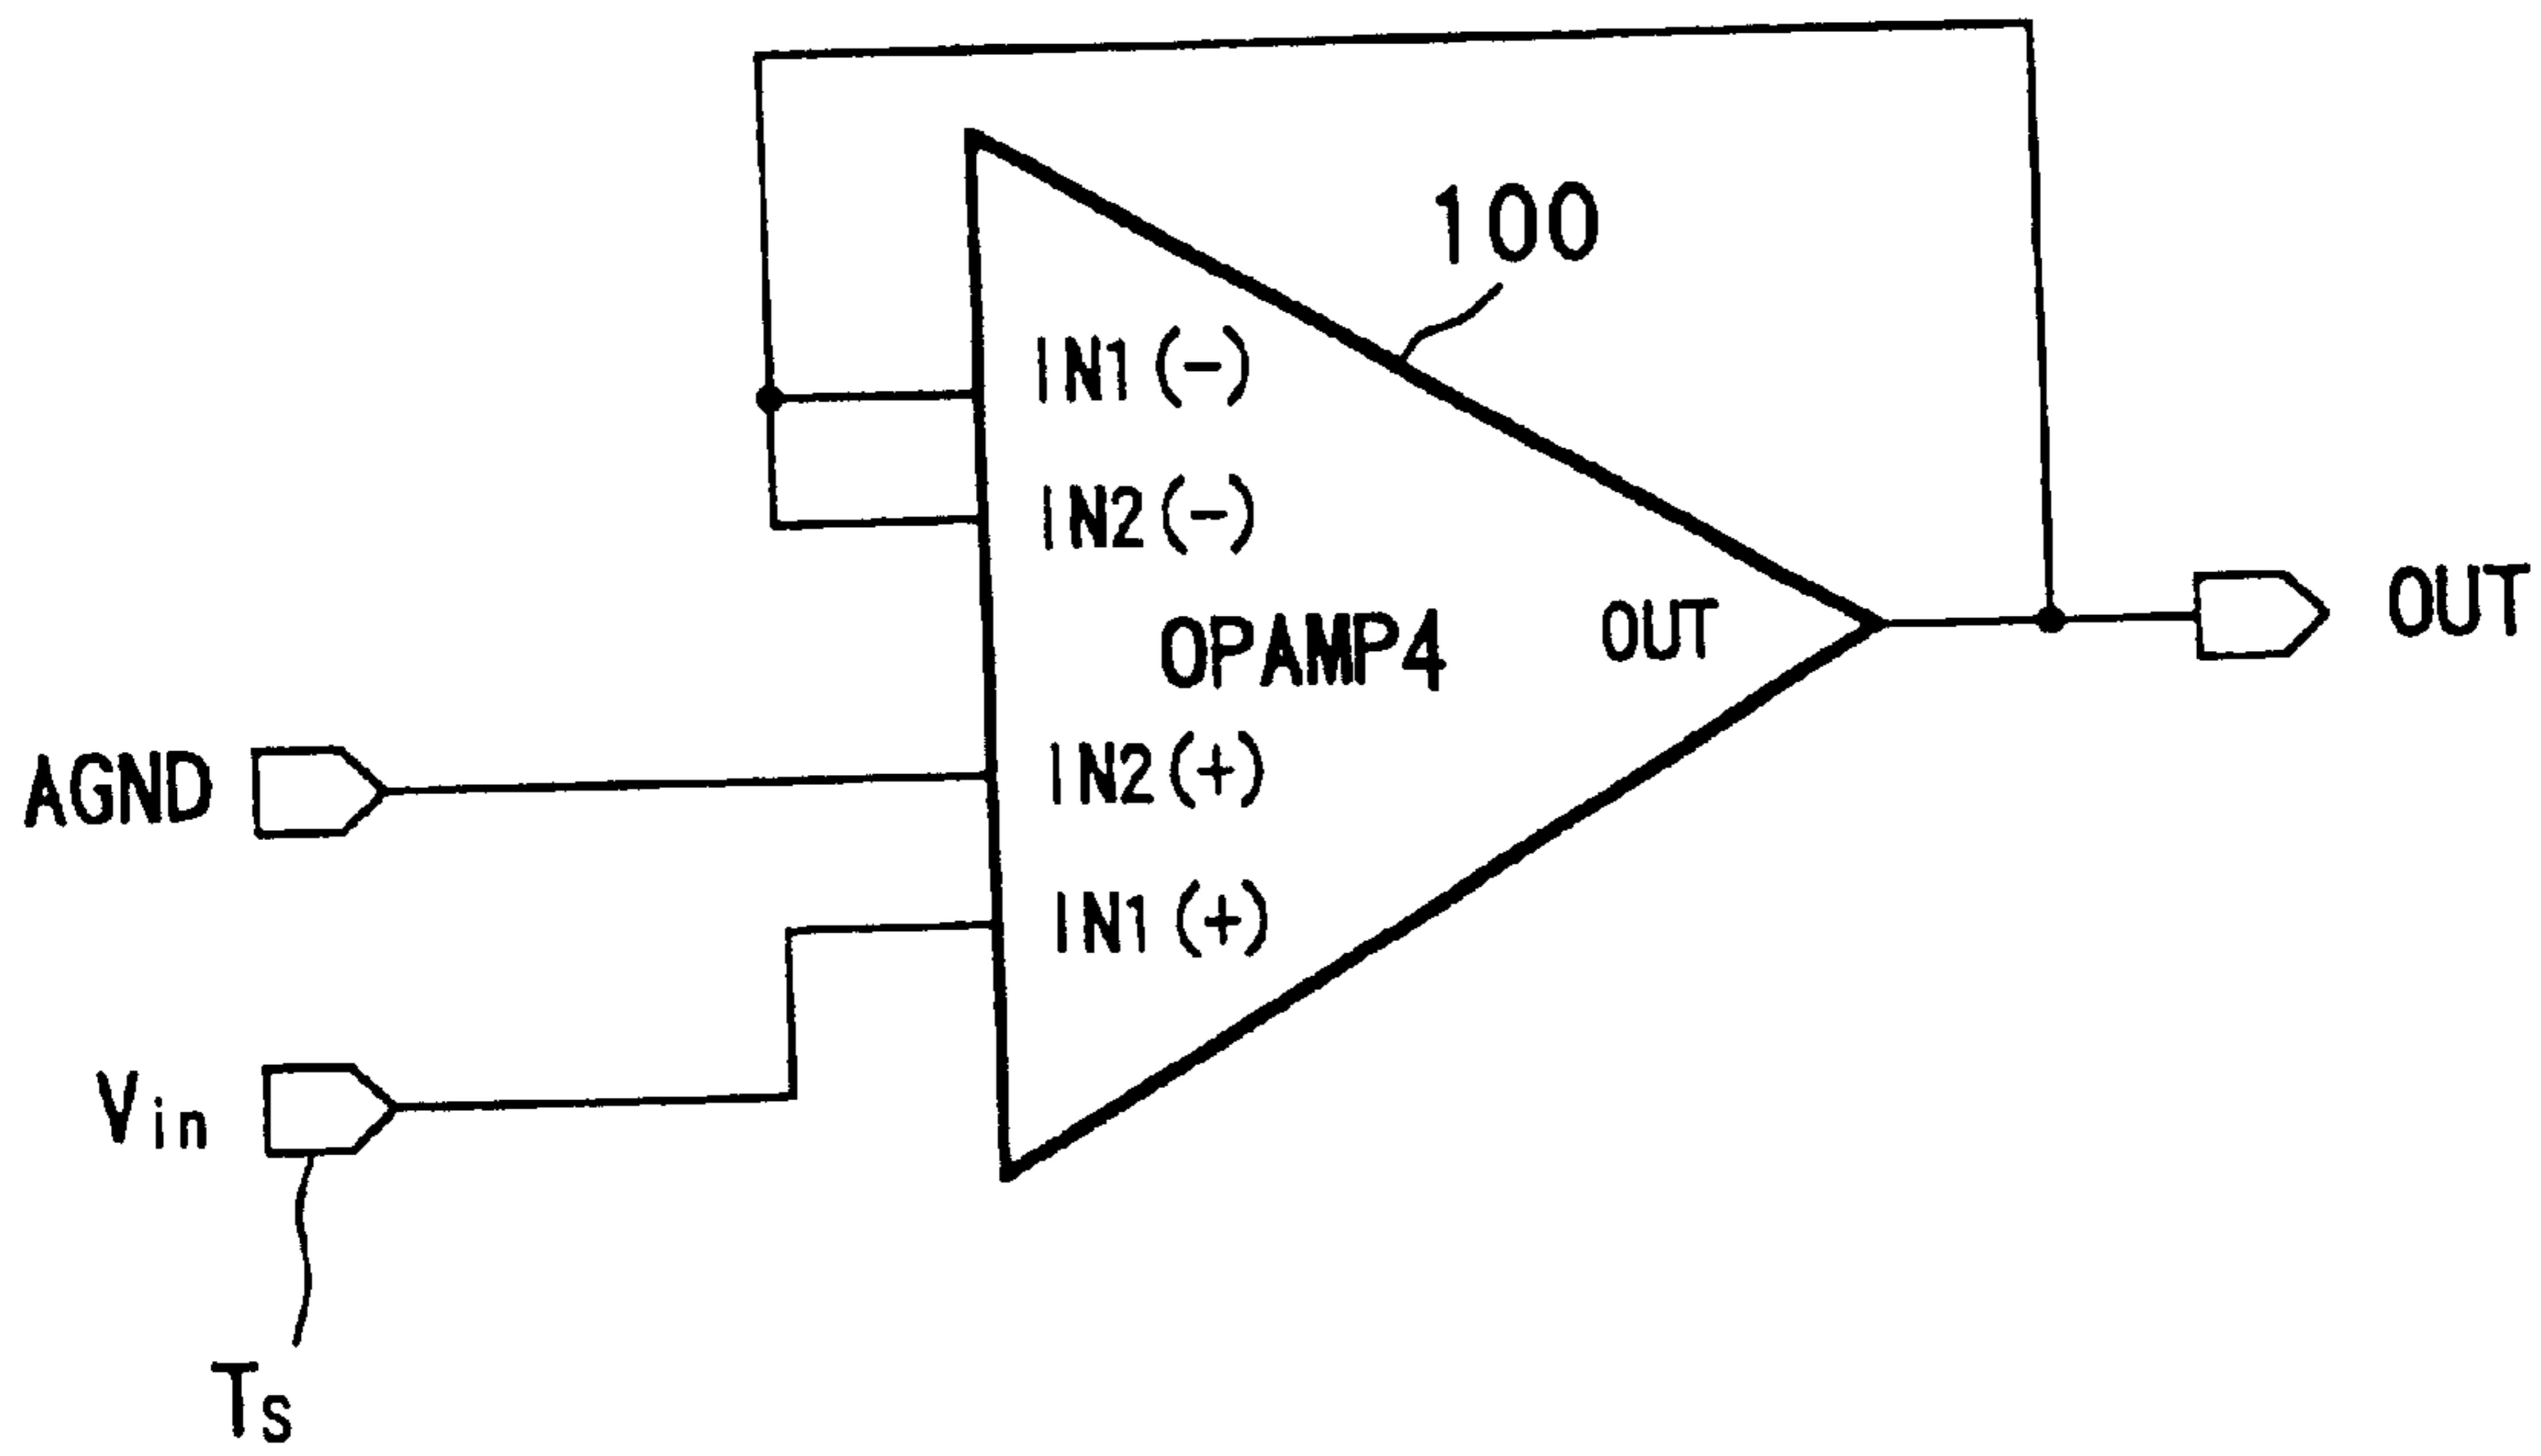 100
IN1(-)
IN2(-)
OPAMP4
OUT
OUT
AGND
IN2(+)
IN1(+)
Vin
TS